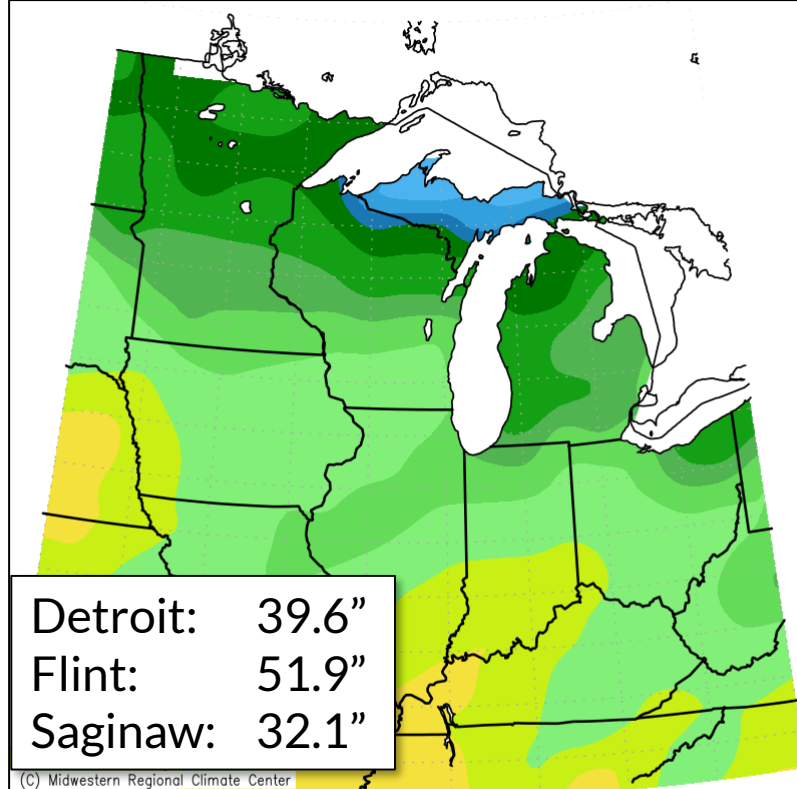 Detroit: 39.6”
Flint: 51.9”
Saginaw: 32.1”
(C) Midwestern Regional Climate Center